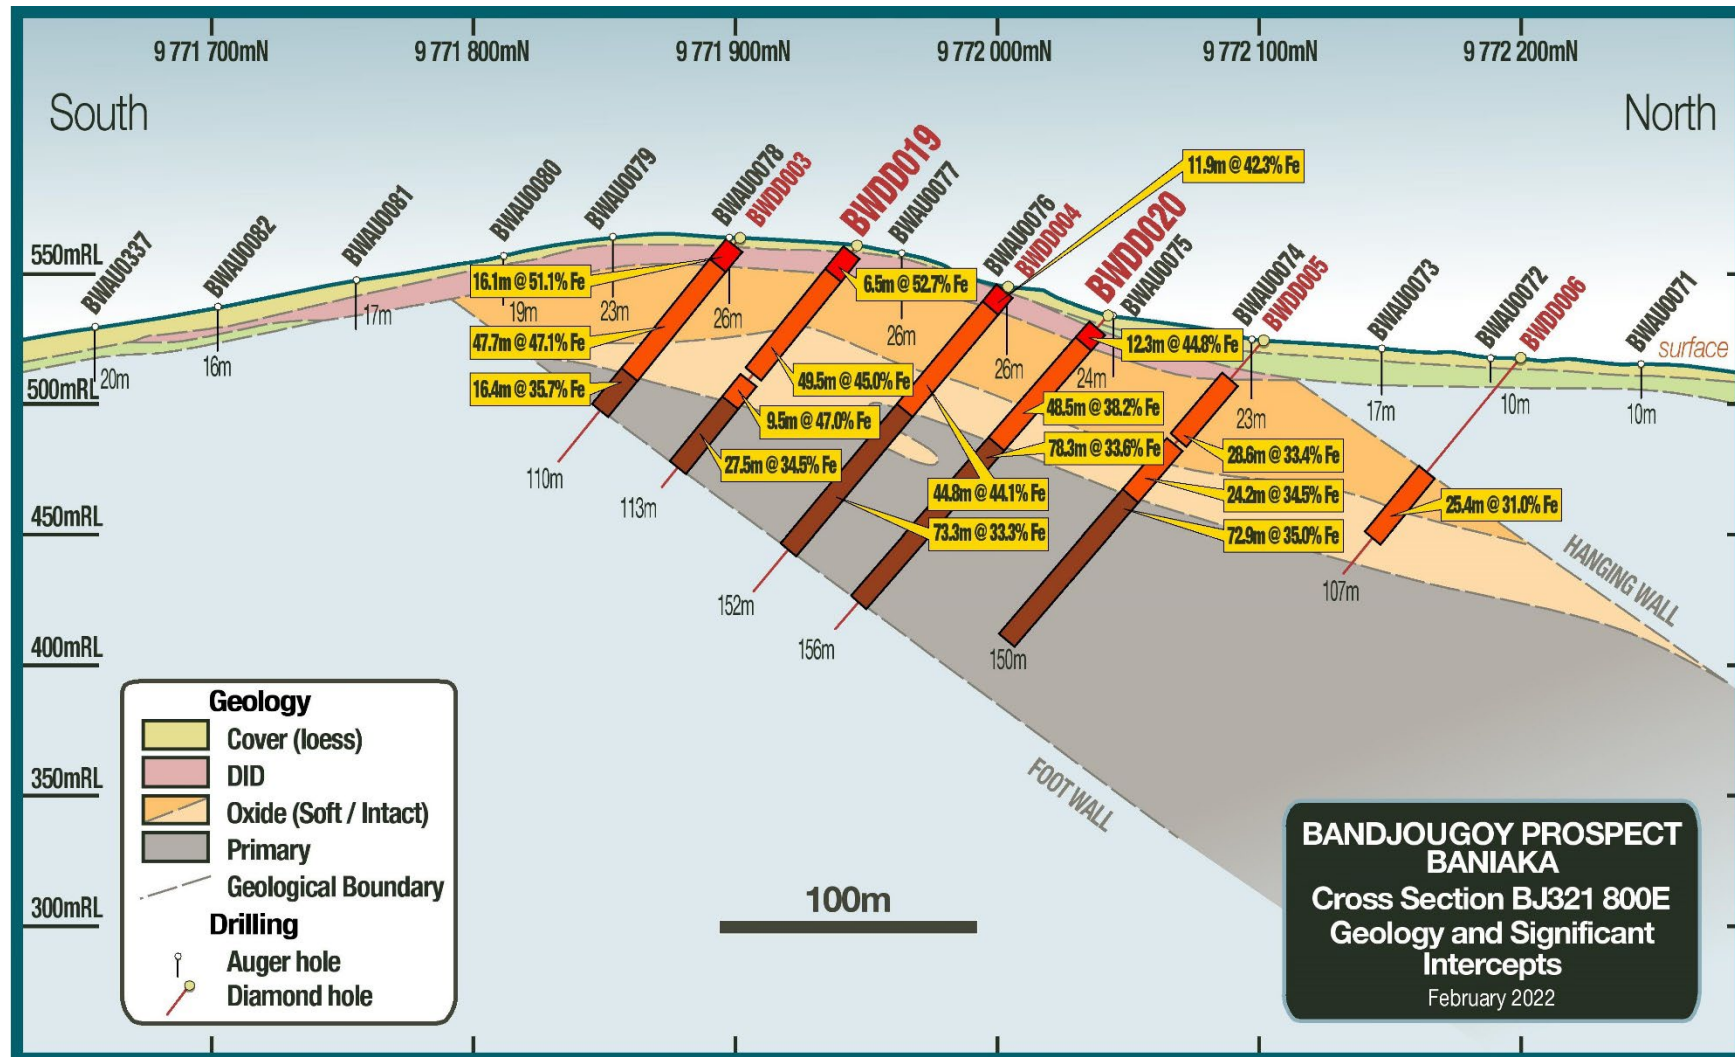 9 771 700mN
9 771 800mN
9 771 900mN
9 772 000mN
9 772 100mN
9 772 200mN
South
North
BWAU0337
BWAU0082
BWAU0081
BWAU0080
BWAU0079
BWAU0078
BWDD003
BWDD019
BWAU0077
BWAU0076
BWDD004
BWDD020
BWAU0075
BWAU0074
BWDD005
BWAU0073
BWAU0072
BWDD006
BWAU0071
surface
550mRL
500mRL
450mRL
400mRL
350mRL
300mRL
11.9m @ 42.3% Fe
16.1m @ 51.1% Fe
6.5m @ 52.7% Fe
47.7m @ 47.1% Fe
12.3m @ 44.8% Fe
16.4m @ 35.7% Fe
49.5m @ 45.0% Fe
9.5m @ 47.0% Fe
48.5m @ 38.2% Fe
27.5m @ 34.5% Fe
78.3m @ 33.6% Fe
28.6m @ 33.4% Fe
44.8m @ 44.1% Fe
24.2m @ 34.5% Fe
25.4m @ 31.0% Fe
73.3m @ 33.3% Fe
72.9m @ 35.0% Fe
20m
16m
17m
19m
23m
26m
26m
26m
24m
23m
17m
10m
10m
110m
113m
152m
156m
150m
107m
HANGING WALL
FOOT WALL
Geology
Cover (loess)
DID
Oxide (Soft / Intact)
Primary
Geological Boundary
Drilling
Auger hole
Diamond hole
100m
BANDJOUGOY PROSPECT
BANIAKA
Cross Section BJ321 800E
Geology and Significant
Intercepts
February 2022